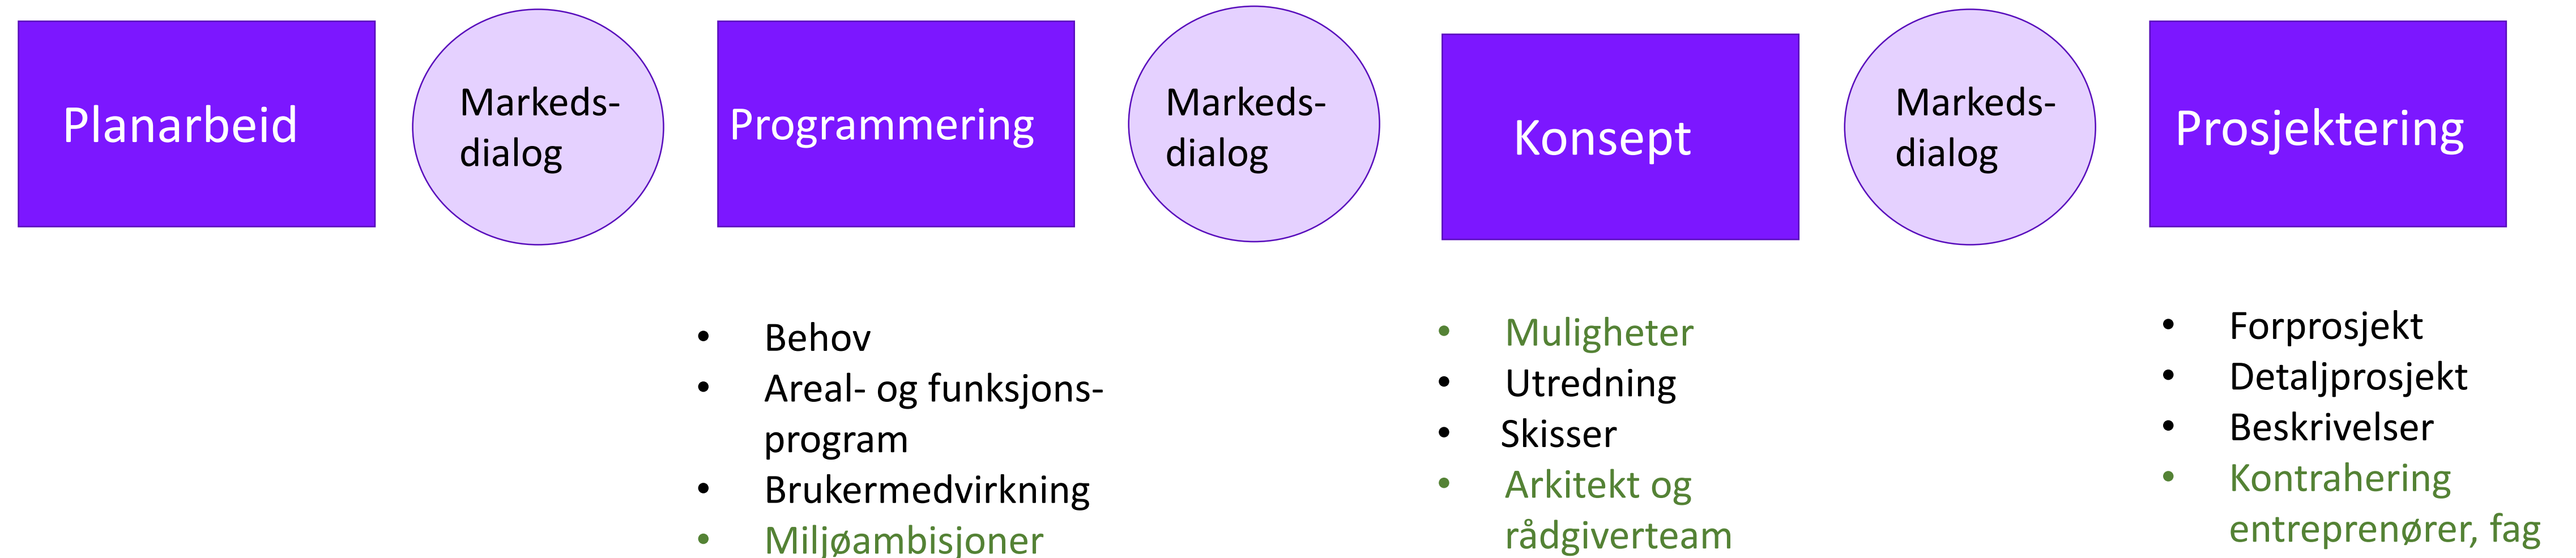 Planarbeid
Markeds-
dialog
Programmering
Markeds-
dialog
Konsept
Markeds-
dialog
Prosjektering
• Behov
• Areal- og funksjons-
program
• Brukermedvirkning
• Miljøambisjoner
• Muligheter
• Utredning
• Skisser
• Arkitekt og
rådgiverteam
• Forprosjekt
• Detaljprosjekt
• Beskrivelser
• Kontrahering
entreprenører, fag